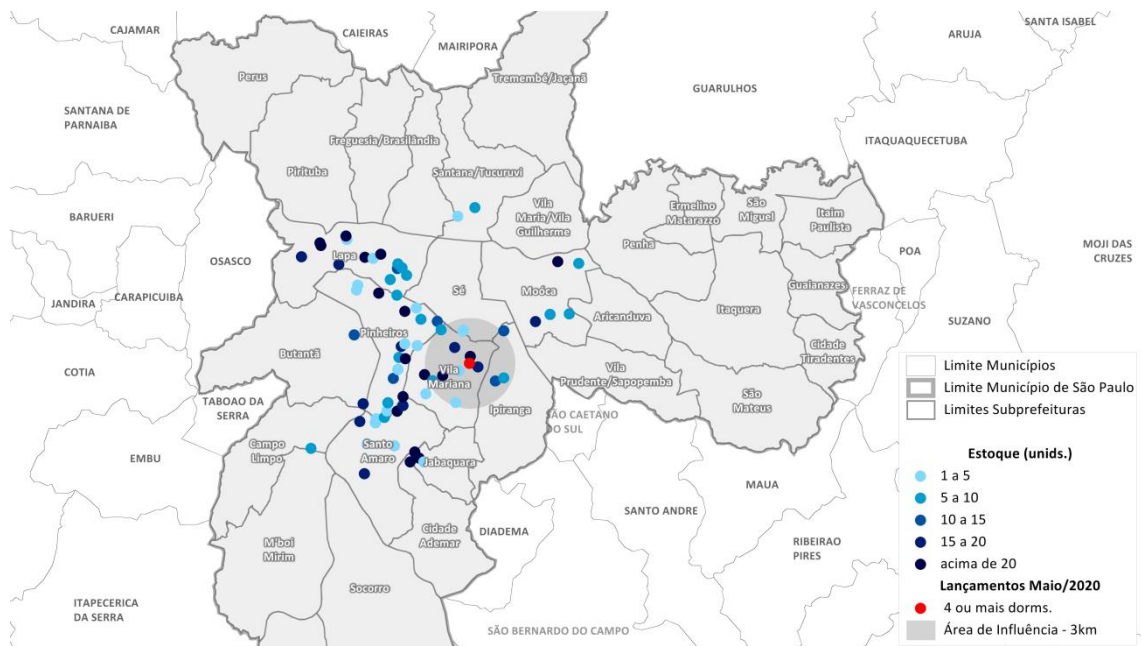 CAJAMAR
CAIEIRAS
MAIRIPORA
SANTA ISABEL
ARUJA
Perus
Tremembé/Jaçanã
GUARULHOS
SANTANA DE
PARNAIBA
Freguesia/Brasilândia
ITAQUAQUECETUBA
Pirituba
Santana/Tucuruvi
Vila
Maria/Vila
Guilherme
Ermelino
Matarazzo
São
Miguel
Itaim
Paulista
BARUERI
Penha
OSASCO
Lapa
POA
MOJI DAS
CRUZES
JANDIRA
CARAPICUIBA
Sé
Moóca
Itaquera
Guaianazes
FERRAZ DE
VASCONCELOS
Aricanduva
SUZANO
Pinheiros
Butantã
Cidade
Tiradentes
COTIA
Vila
Mariana
Vila
Prudente/Sapopemba
TABOAO DA
SERRA
Ipiranga
São
Mateus
SÃO CAETANO
DO SUL
EMBU
Campo
Limpo
Santo
Amaro
Jabaquara
MAUA
SANTO ANDRE
Cidade
Ademar
DIADEMA
M'boi
Mirim
RIBEIRAO
PIRES
Socorro
ITAPECERICA
DA SERRA
SÃO BERNARDO DO CAMPO
Limite Municípios
Limite Município de São Paulo
Limites Subprefeituras
Estoque (unids.)
1 a 5
5 a 10
10 a 15
15 a 20
acima de 20
Lançamentos Maio/2020
4 ou mais dorms.
Área de Influência - 3km